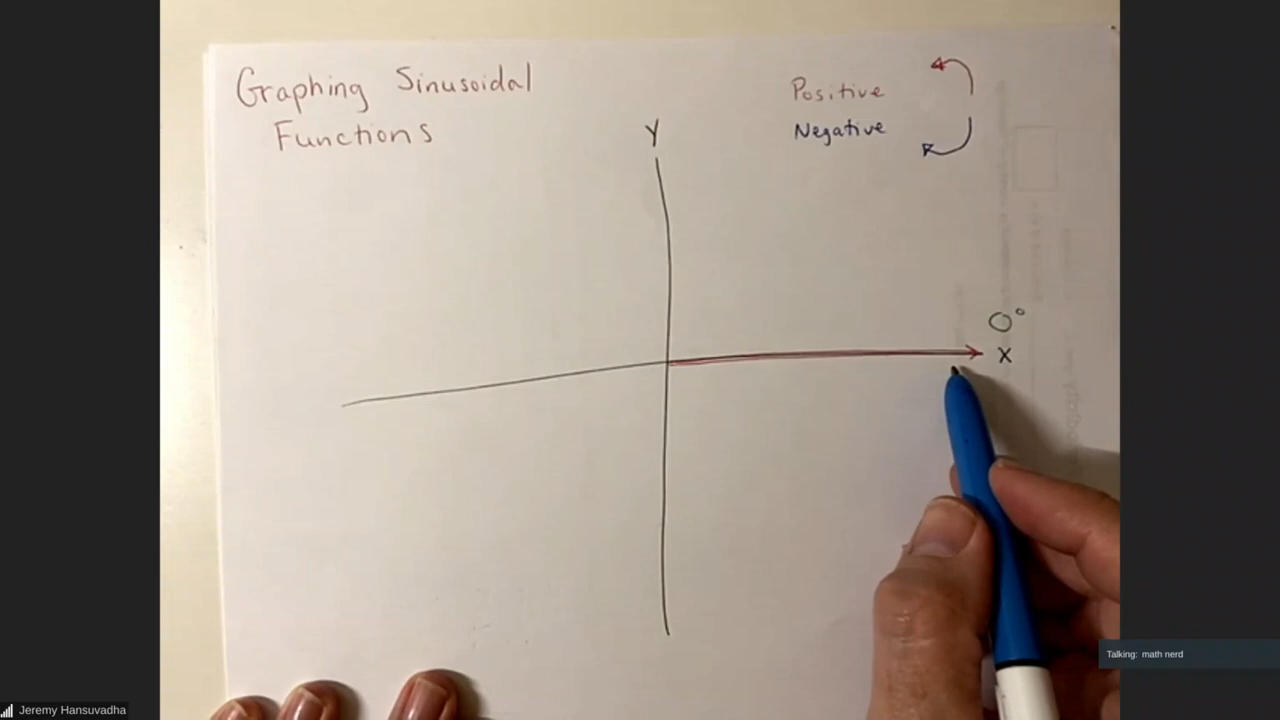 Graphing Sinusoidal
Functions
Positive
Negative
Y
0°
X
Talking: math nerd
Jeremy Hansuvadha